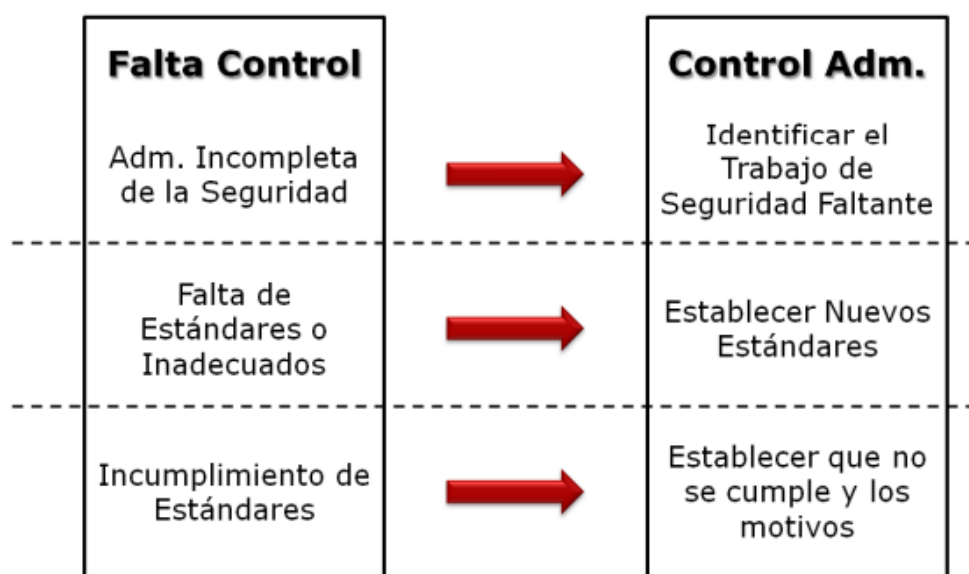 Falta Control
Adm. Incompleta
de la Seguridad
Falta de
Estándares o
Inadecuados
Incumplimiento de
Estándares
Control Adm.
Identificar el
Trabajo de
Seguridad Faltante
Establecer Nuevos
Estándares
Establecer que no
se cumple y los
motivos